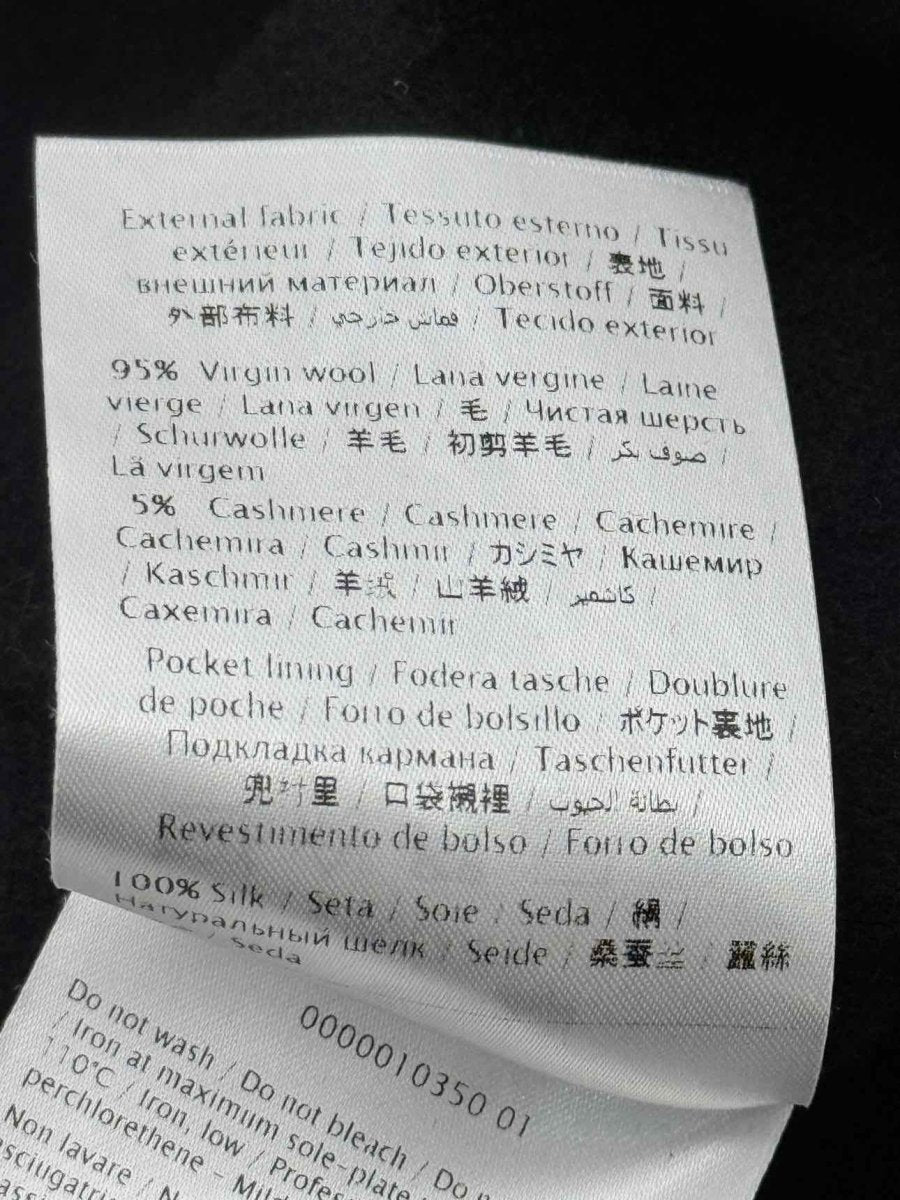 External fabric / Tessuto esterno / Tissu
extérieur / Tejido exterior / 表地 /
внешний материал / Oberstoff / 面料 /
外部布料 / قماش خارجي / Tecido exterior
95% Virgin wool / Lana vergine / Laine
vierge / Lana virgen / 毛 / Чистая шерсть
/ Schurwolle / 羊毛 / 初剪羊毛 / صوف بكر /
Lã virgem
5% Cashmere / Cashmere / Cachemire /
Cachemira / Cashmir / カシミヤ / Кашемир
/ Kaschmir / 羊绒 / 山羊絨 / كاشمير /
Caxemira / Cachemir
Pocket lining / Fodera tasche / Doublure
de poche / Forro de bolsillo / ポケット裏地 /
Подкладка кармана / Taschenfutter /
兜衬里 / 口袋襯裡 / بطانة الجيوب /
Revestimento de bolso / Forro de bolso
100% Silk / Seta / Soie / Seda / 絹 /
Натуральный шелк / Seide / 桑蚕丝 / 蠶絲
/ Seda
0000010350 01
Do not wash / Do not bleach / Do n
/ Iron at maximum sole-plate
110°C / Iron, low / Profes
perchlorethene - Mild
Non lavare / N